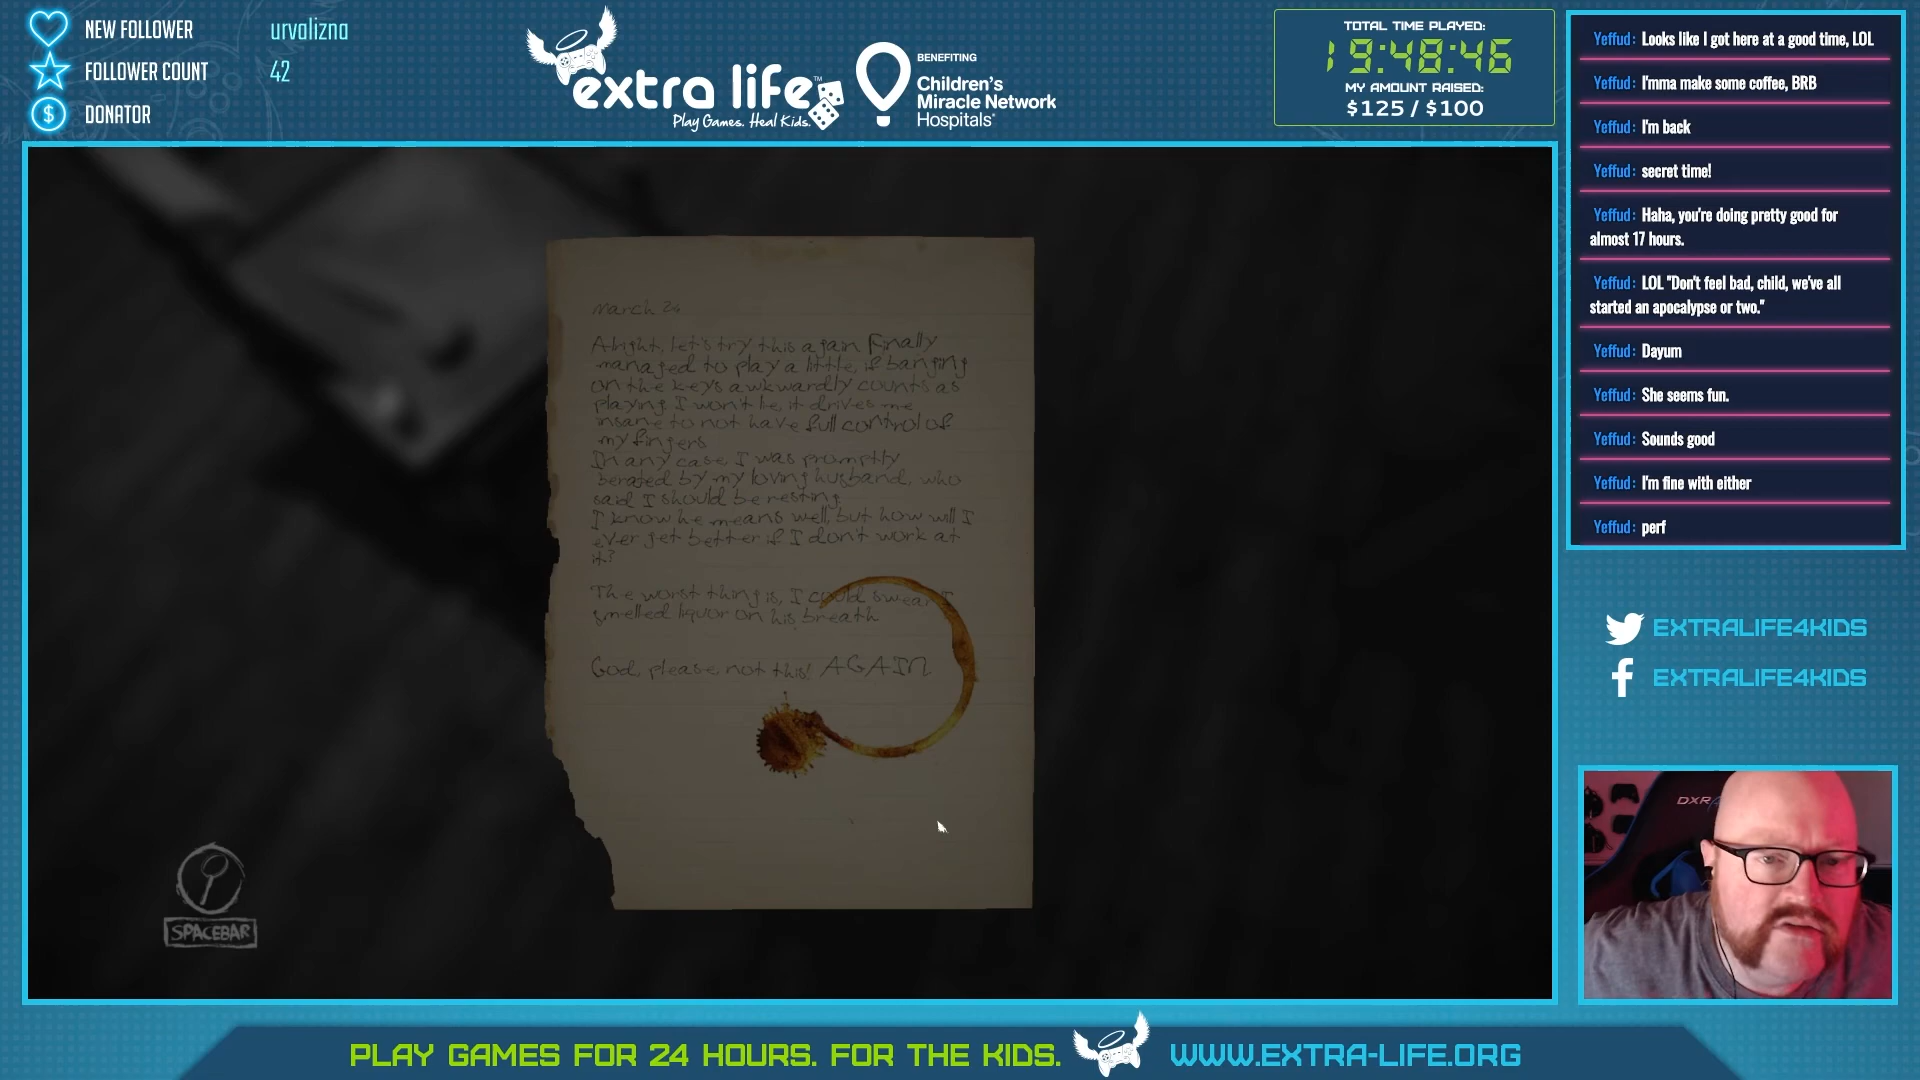 NEW FOLLOWER urvalizna
FOLLOWER COUNT 42
DONATOR
extra life™
Play Games. Heal Kids.
BENEFITING
Children's
Miracle Network
Hospitals®
TOTAL TIME PLAYED:
19:48:46
MY AMOUNT RAISED:
$125 / $100
Yeffud: Looks like I got here at a good time, LOL
Yeffud: I'mma make some coffee, BRB
Yeffud: I'm back
Yeffud: secret time!
Yeffud: Haha, you're doing pretty good for
almost 17 hours.
Yeffud: LOL "Don't feel bad, child, we've all
started an apocalypse or two."
Yeffud: Dayum
Yeffud: She seems fun.
Yeffud: Sounds good
Yeffud: I'm fine with either
Yeffud: perf
March
Alright, let's try this again Finally
managed to play a little, if banging
on the keys awkwardly counts as
playing. I won't lie, it drives me
insane to not have full control of
my fingers
In any case, I was promptly
berated by my loving husband, who
said I should be resting.
I know he means well, but how will I
ever get better if I don't work at
it?
The worst thing is, I could swear I
smelled liquor on his breath
God, please, not this! AGAIN
SPACEBAR
EXTRALIFE4KIDS
EXTRALIFE4KIDS
DXR
PLAY GAMES FOR 24 HOURS. FOR THE KIDS. WWW.EXTRA-LIFE.ORG